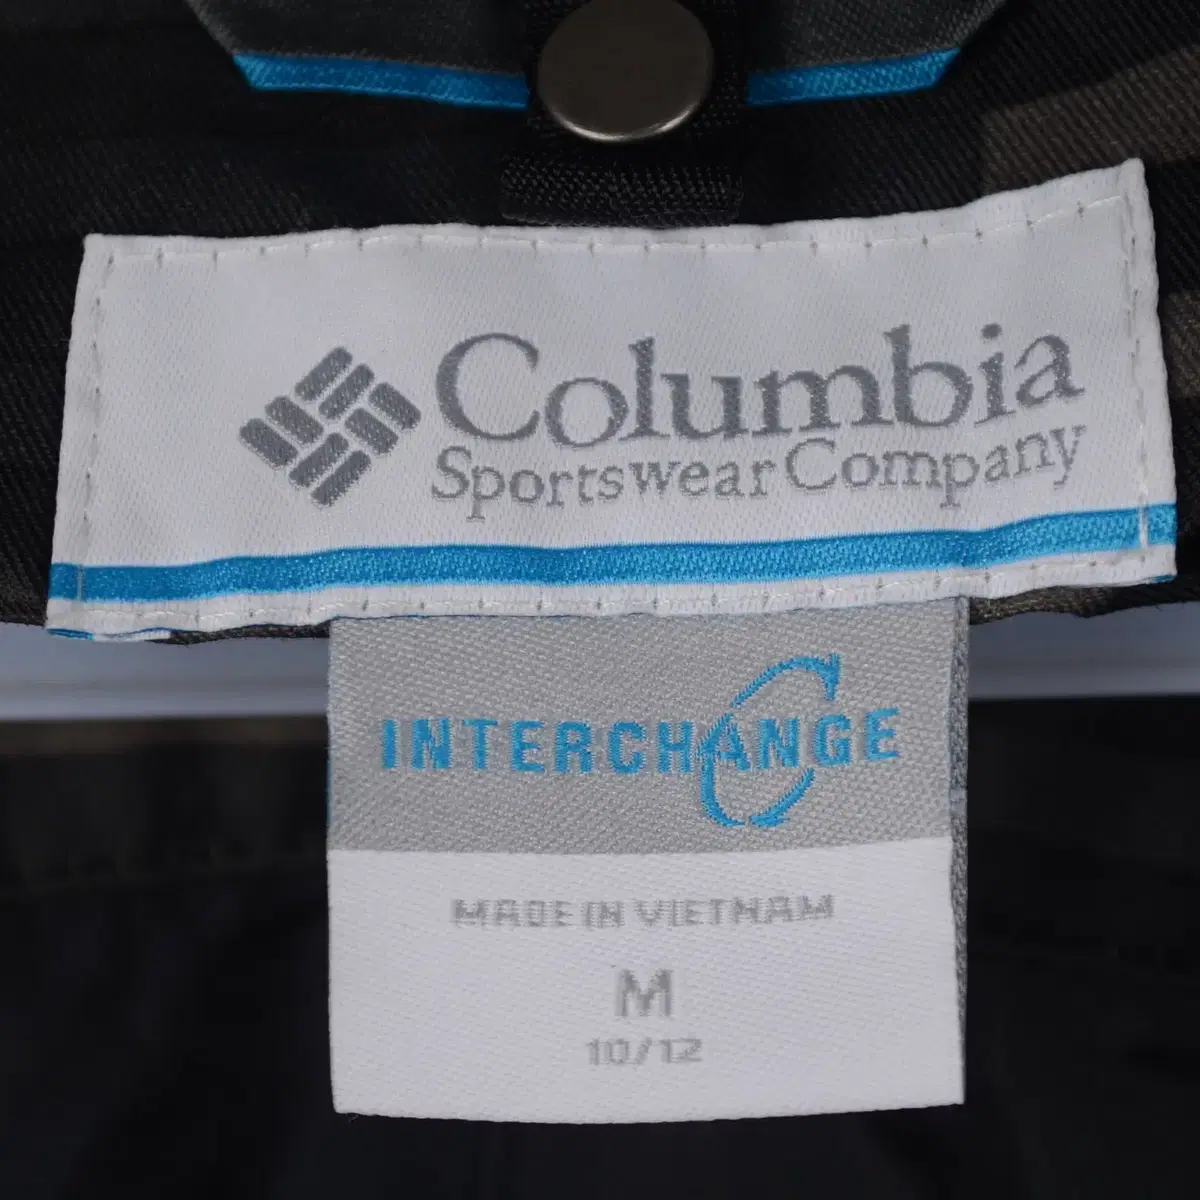 Columbia
Sportswear Company
INTERCHANGE
MADE IN VIETNAM
M
10/12